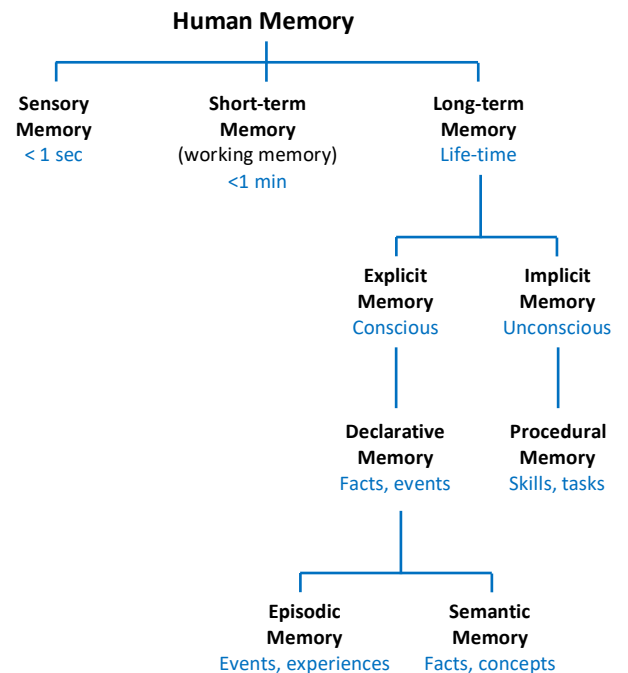 Human Memory
Sensory
Memory
< 1 sec
Short-term
Memory
(working memory)
<1 min
Long-term
Memory
Life-time
Explicit
Memory
Conscious
Implicit
Memory
Unconscious
Declarative
Memory
Facts, events
Procedural
Memory
Skills, tasks
Episodic
Memory
Events, experiences
Semantic
Memory
Facts, concepts